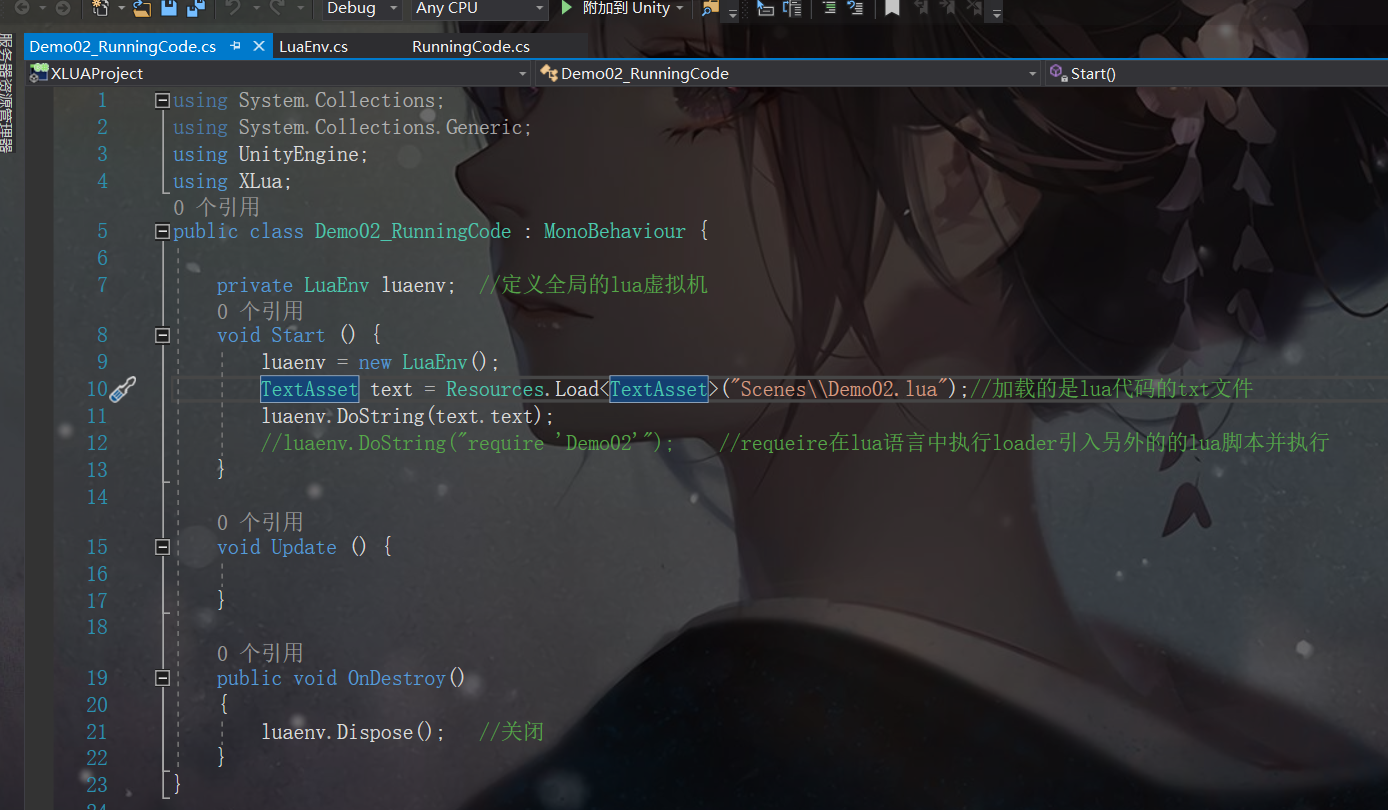 Debug Any CPU 附加到 Unity
Demo02_RunningCode.cs LuaEnv.cs RunningCode.cs
服务器资源管理器
XLUAProject Demo02_RunningCode Start()
1 using System.Collections;
2 using System.Collections.Generic;
3 using UnityEngine;
4 using XLua;
0 个引用
5 public class Demo02_RunningCode : MonoBehaviour {
6
7 private LuaEnv luaenv; //定义全局的lua虚拟机
0 个引用
8 void Start () {
9 luaenv = new LuaEnv();
10 TextAsset text = Resources.Load<TextAsset>("Scenes\\Demo02.lua");//加载的是lua代码的txt文件
11 luaenv.DoString(text.text);
12 //luaenv.DoString("require 'Demo02'"); //requeire在lua语言中执行loader引入另外的的lua脚本并执行
13 }
14
0 个引用
15 void Update () {
16
17 }
18
0 个引用
19 public void OnDestroy()
20 {
21 luaenv.Dispose(); //关闭
22 }
23 }
24